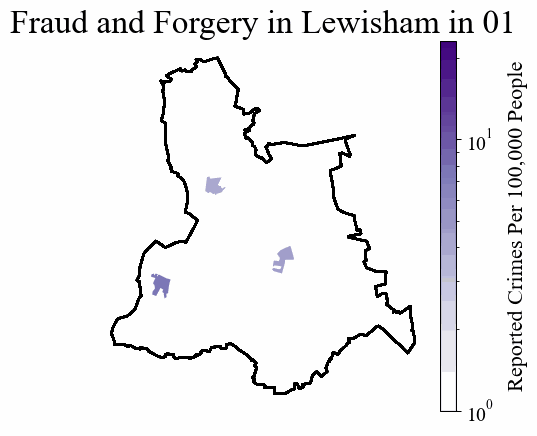 Fraud and Forgery in Lewisham in 01
10¹
10⁰
Reported Crimes Per 100,000 People